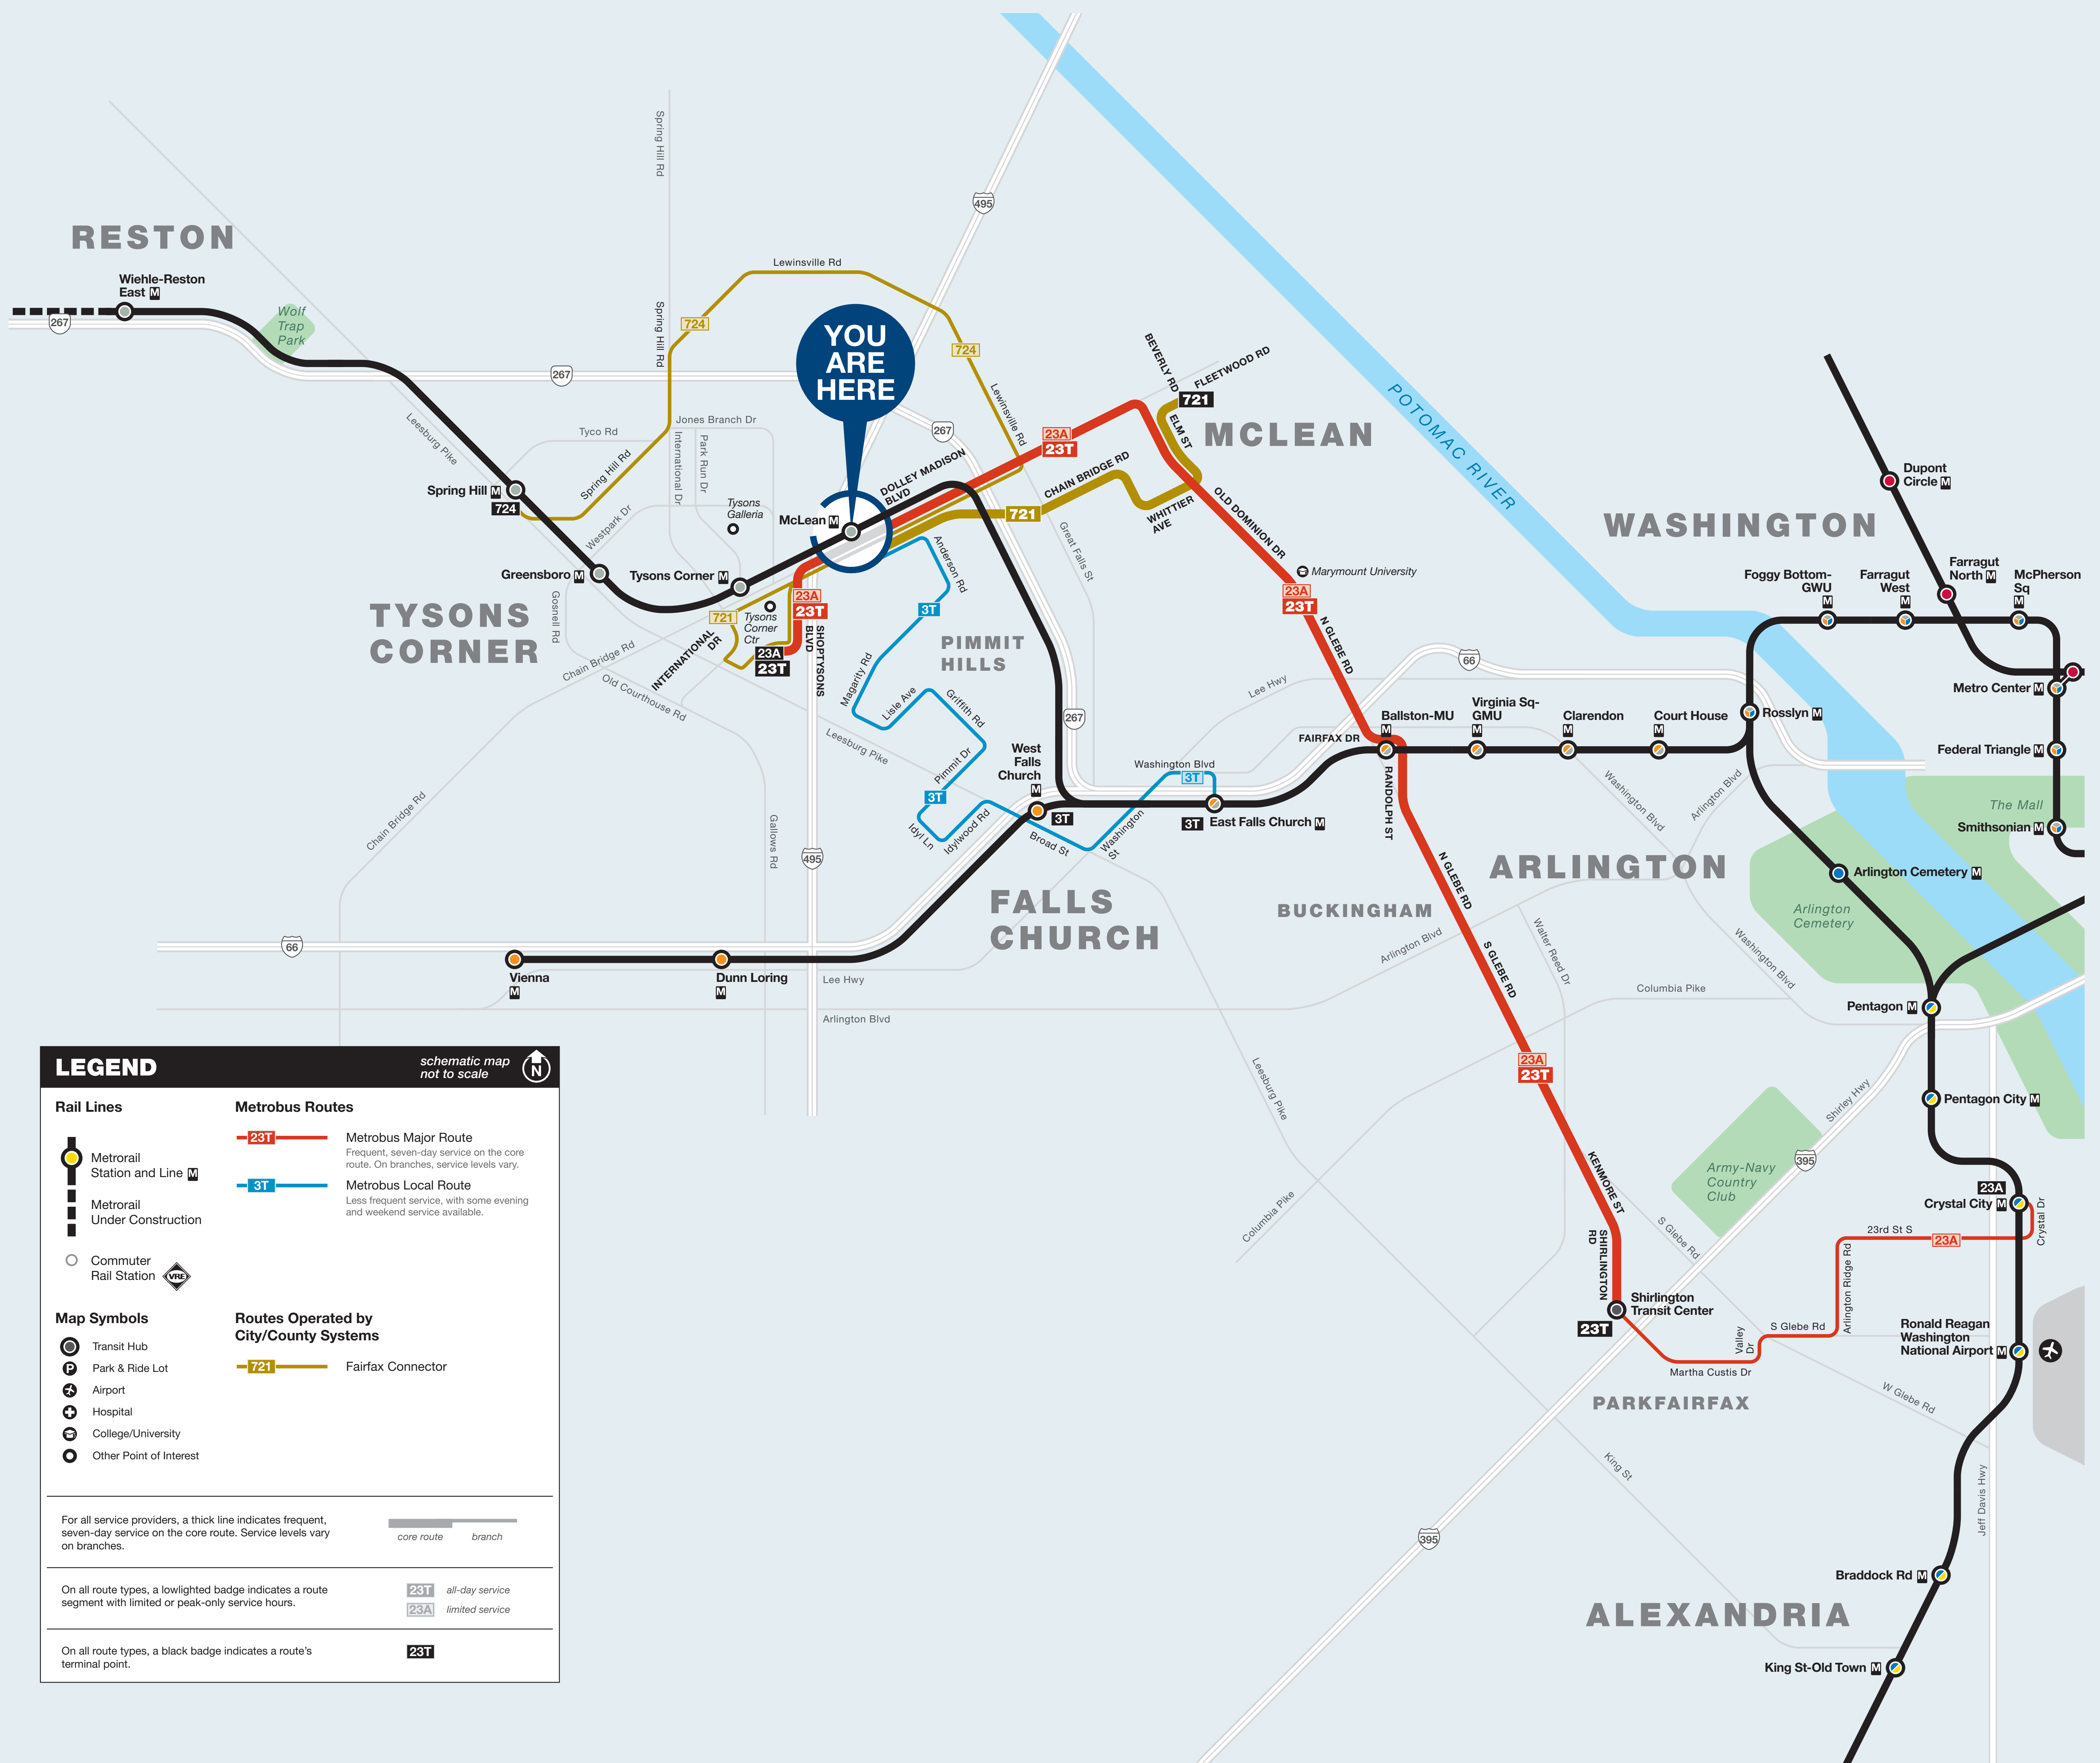 RESTON
Wiehle-Reston
East M
267
Wolf
Trap
Park
Leesburg Pike
267
Spring Hill Rd
Spring Hill Rd
Lewinsville Rd
724
724
Lewinsville Rd
495
YOU
ARE
HERE
267
Jones Branch Dr
Tyco Rd
International Dr
Park Run Dr
Spring Hill Rd
Westpark Dr
Spring Hill M
724
Greensboro M
Gosnell Rd
Tysons Corner M
Tysons
Galleria
McLean M
DOLLEY MADISON
BLVD
23A
23T
BEVERLY RD
FLEETWOOD RD
721
ELM ST
MCLEAN
CHAIN BRIDGE RD
721
WHITTIER
AVE
OLD DOMINION DR
Great Falls St
Anderson Rd
3T
TYSONS
CORNER
721
Tysons
Corner
Ctr
INTERNATIONAL
DR
23A
23T
SHOPTYSONS
BLVD
23A
23T
Chain Bridge Rd
Old Courthouse Rd
PIMMIT
HILLS
Magarity Rd
Lisle Ave
Griffith Rd
Pimmit Dr
3T
Idyl Ln
Idylwood Rd
Leesburg Pike
West
Falls
Church
M
3T
Broad St
Washington
St
267
Washington Blvd
3T
3T
East Falls Church M
Lee Hwy
66
FAIRFAX DR
Marymount University
23A
23T
N GLEBE RD
POTOMAC RIVER
WASHINGTON
Dupont
Circle M
Farragut
North M
Foggy Bottom-
GWU
M
Farragut
West
M
McPherson
Sq
M
Metro Center M
Federal Triangle M
The Mall
Smithsonian M
Ballston-MU
M
Virginia Sq-
GMU
M
Clarendon
M
Court House
M
Rosslyn M
RANDOLPH ST
Washington Blvd
Arlington Blvd
ARLINGTON
Arlington Cemetery M
Arlington
Cemetery
Washington Blvd
Chain Bridge Rd
Gallows Rd
495
66
Vienna
M
Dunn Loring
M
Lee Hwy
Arlington Blvd
FALLS
CHURCH
BUCKINGHAM
N GLEBE RD
Arlington Blvd
Walter Reed Dr
S GLEBE RD
Columbia Pike
Pentagon M
Pentagon City M
Leesburg Pike
23A
23T
Shirley Hwy
395
Army-Navy
Country
Club
KENMORE ST
Columbia Pike
S Glebe Rd
SHIRLINGTON
RD
23A
Crystal City M
Crystal Dr
23rd St S
23A
Arlington Ridge Rd
Shirlington
Transit Center
23T
Valley
Dr
S Glebe Rd
Martha Custis Dr
Ronald Reagan
Washington
National Airport M
PARKFAIRFAX
W Glebe Rd
King St
395
Jeff Davis Hwy
Braddock Rd M
ALEXANDRIA
King St-Old Town M
LEGEND
schematic map
not to scale
N
Rail Lines
Metrorail
Station and Line M
Metrorail
Under Construction
Commuter
Rail Station VRE
Metrobus Routes
23T
Metrobus Major Route
Frequent, seven-day service on the core
route. On branches, service levels vary.
3T
Metrobus Local Route
Less frequent service, with some evening
and weekend service available.
Map Symbols
Transit Hub
P Park & Ride Lot
Airport
Hospital
College/University
Other Point of Interest
Routes Operated by
City/County Systems
721 Fairfax Connector
For all service providers, a thick line indicates frequent,
seven-day service on the core route. Service levels vary
on branches.
core route branch
On all route types, a lowlighted badge indicates a route
segment with limited or peak-only service hours.
23T all-day service
23A limited service
On all route types, a black badge indicates a route's
terminal point.
23T